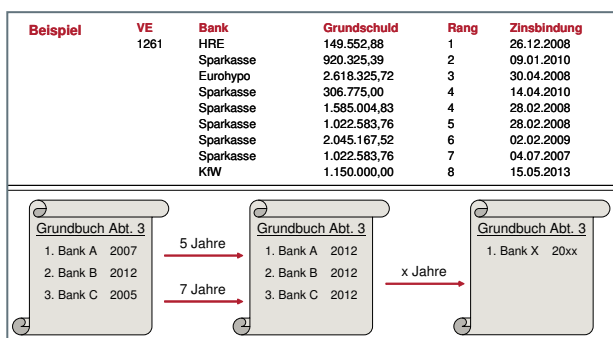 Beispiel VE Bank Grundschuld Rang Zinsbindung
1261 HRE 149.552,88 1 26.12.2008
Sparkasse 920.325,39 2 09.01.2010
Eurohypo 2.618.325,72 3 30.04.2008
Sparkasse 306.775,00 4 14.04.2010
Sparkasse 1.585.004,83 4 28.02.2008
Sparkasse 1.022.583,76 5 28.02.2008
Sparkasse 2.045.167,52 6 02.02.2009
Sparkasse 1.022.583,76 7 04.07.2007
KfW 1.150.000,00 8 15.05.2013
Grundbuch Abt. 3
1. Bank A 2007
2. Bank B 2012
3. Bank C 2005
5 Jahre
7 Jahre
Grundbuch Abt. 3
1. Bank A 2012
2. Bank B 2012
3. Bank C 2012
x Jahre
Grundbuch Abt. 3
1. Bank X 20xx